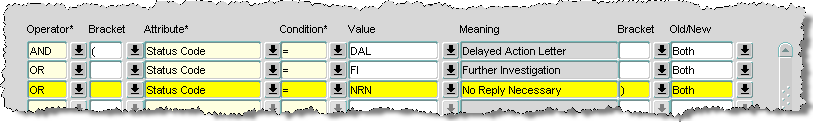 Operator* Bracket Attribute* Condition* Value Meaning Bracket Old/New
AND ( Status Code = DAL Delayed Action Letter Both
OR Status Code = FI Further Investigation Both
OR Status Code = NRN No Reply Necessary ) Both